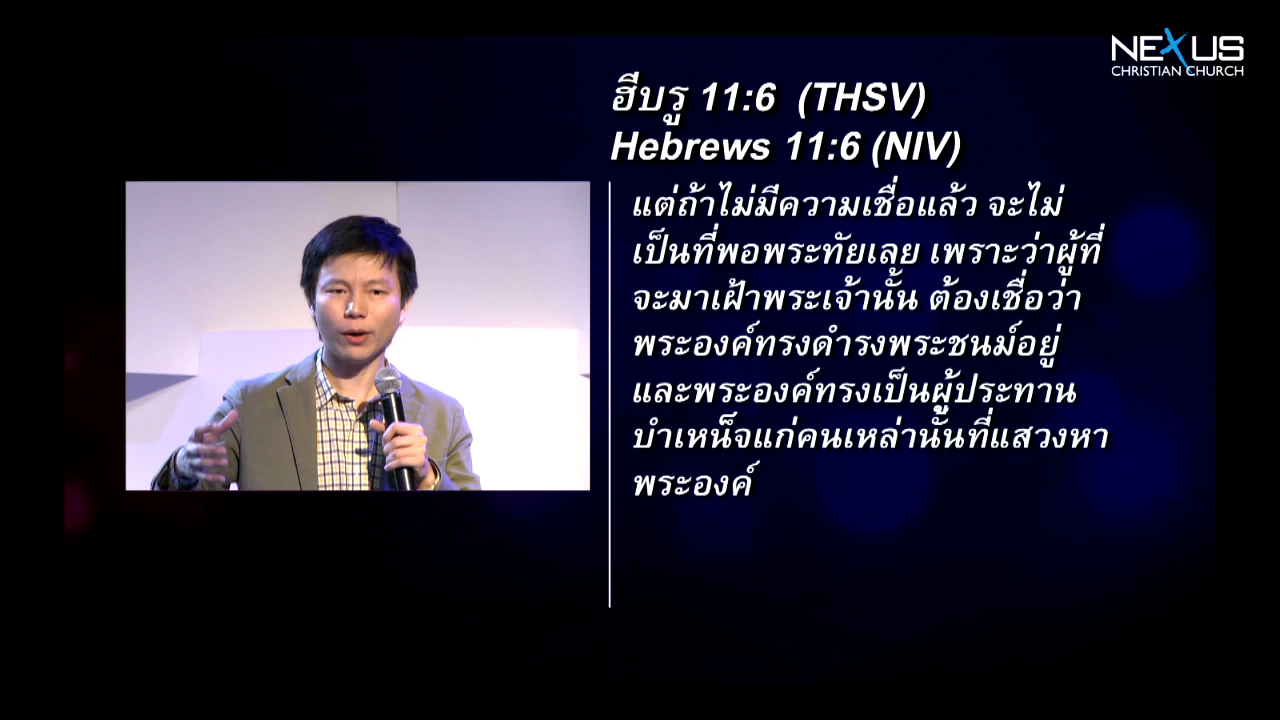 NEXUS
CHRISTIAN CHURCH
ฮีบรู 11:6 (THSV)
Hebrews 11:6 (NIV)
แต่ถ้าไม่มีความเชื่อแล้ว จะไม่
เป็นที่พอพระทัยเลย เพราะว่าผู้ที่
จะมาเฝ้าพระเจ้านั้น ต้องเชื่อว่า
พระองค์ทรงดำรงพระชนม์อยู่
และพระองค์ทรงเป็นผู้ประทาน
บำเหน็จแก่คนเหล่านั้นที่แสวงหา
พระองค์